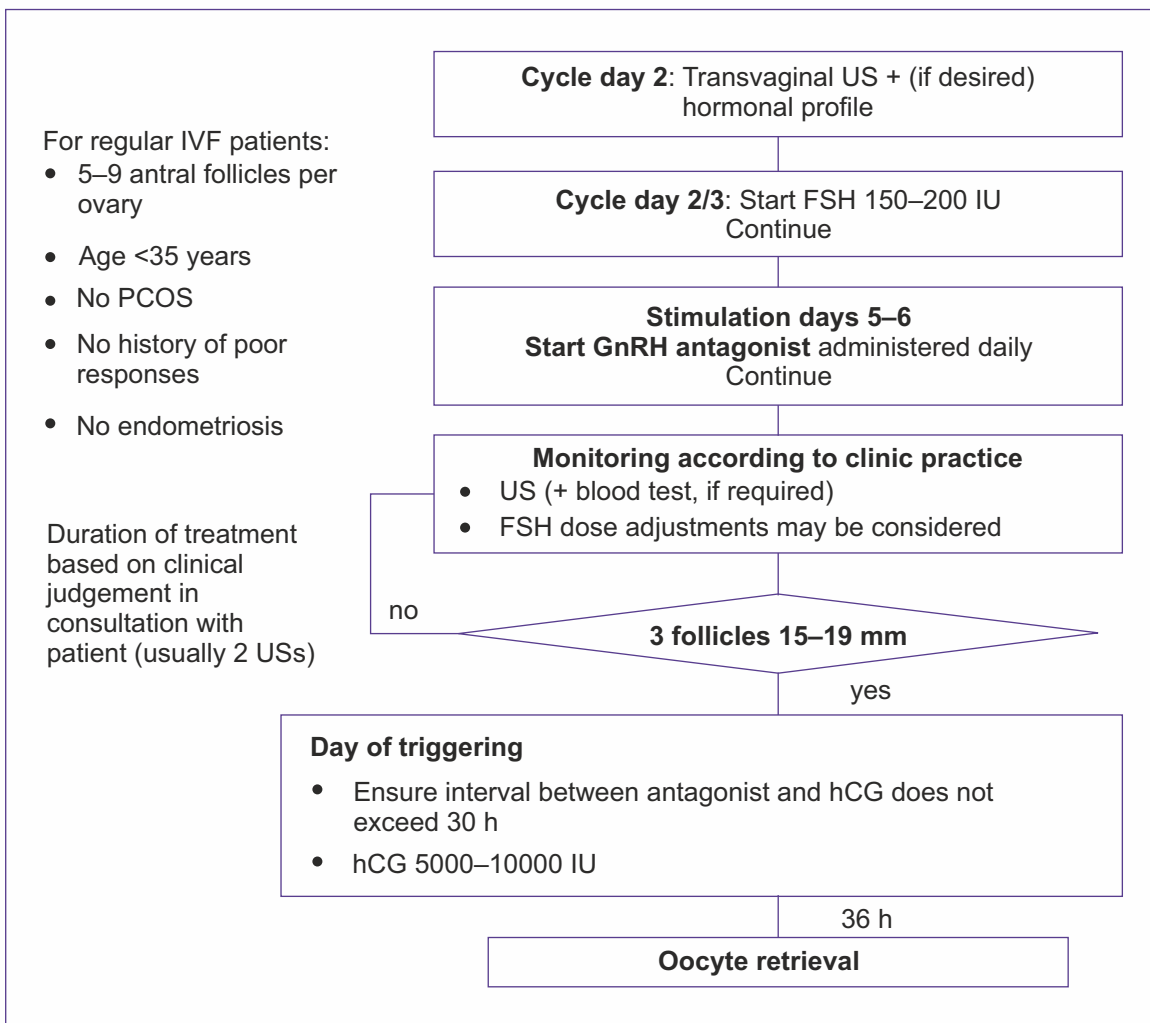 Cycle day 2: Transvaginal US + (if desired)
hormonal profile
For regular IVF patients:
• 5–9 antral follicles per
ovary
• Age <35 years
• No PCOS
• No history of poor
responses
• No endometriosis
Cycle day 2/3: Start FSH 150–200 IU
Continue
Stimulation days 5–6
Start GnRH antagonist administered daily
Continue
Monitoring according to clinic practice
• US (+ blood test, if required)
• FSH dose adjustments may be considered
Duration of treatment
based on clinical
judgement in
consultation with
patient (usually 2 USs)
no
3 follicles 15–19 mm
yes
Day of triggering
• Ensure interval between antagonist and hCG does not
exceed 30 h
• hCG 5000–10000 IU
36 h
Oocyte retrieval